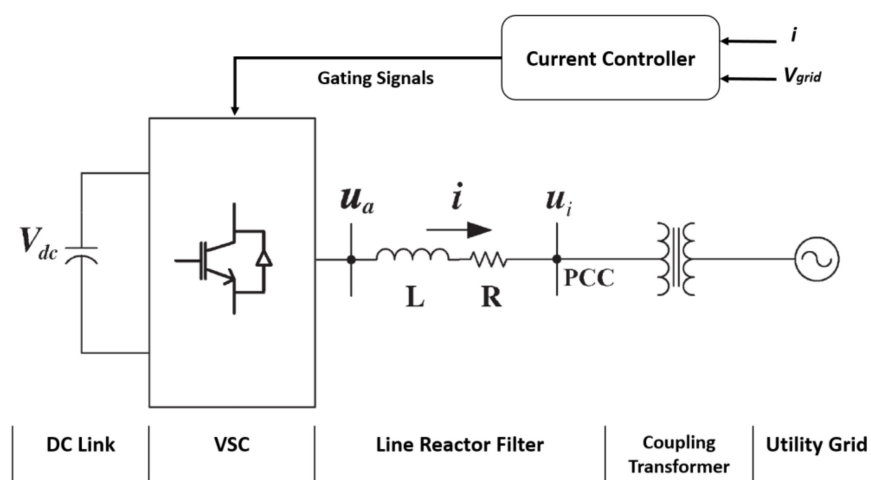 i
Current Controller
Vgrid
Gating Signals
ua
i
ui
Vdc
L
R
PCC
DC Link
VSC
Line Reactor Filter
Coupling
Transformer
Utility Grid